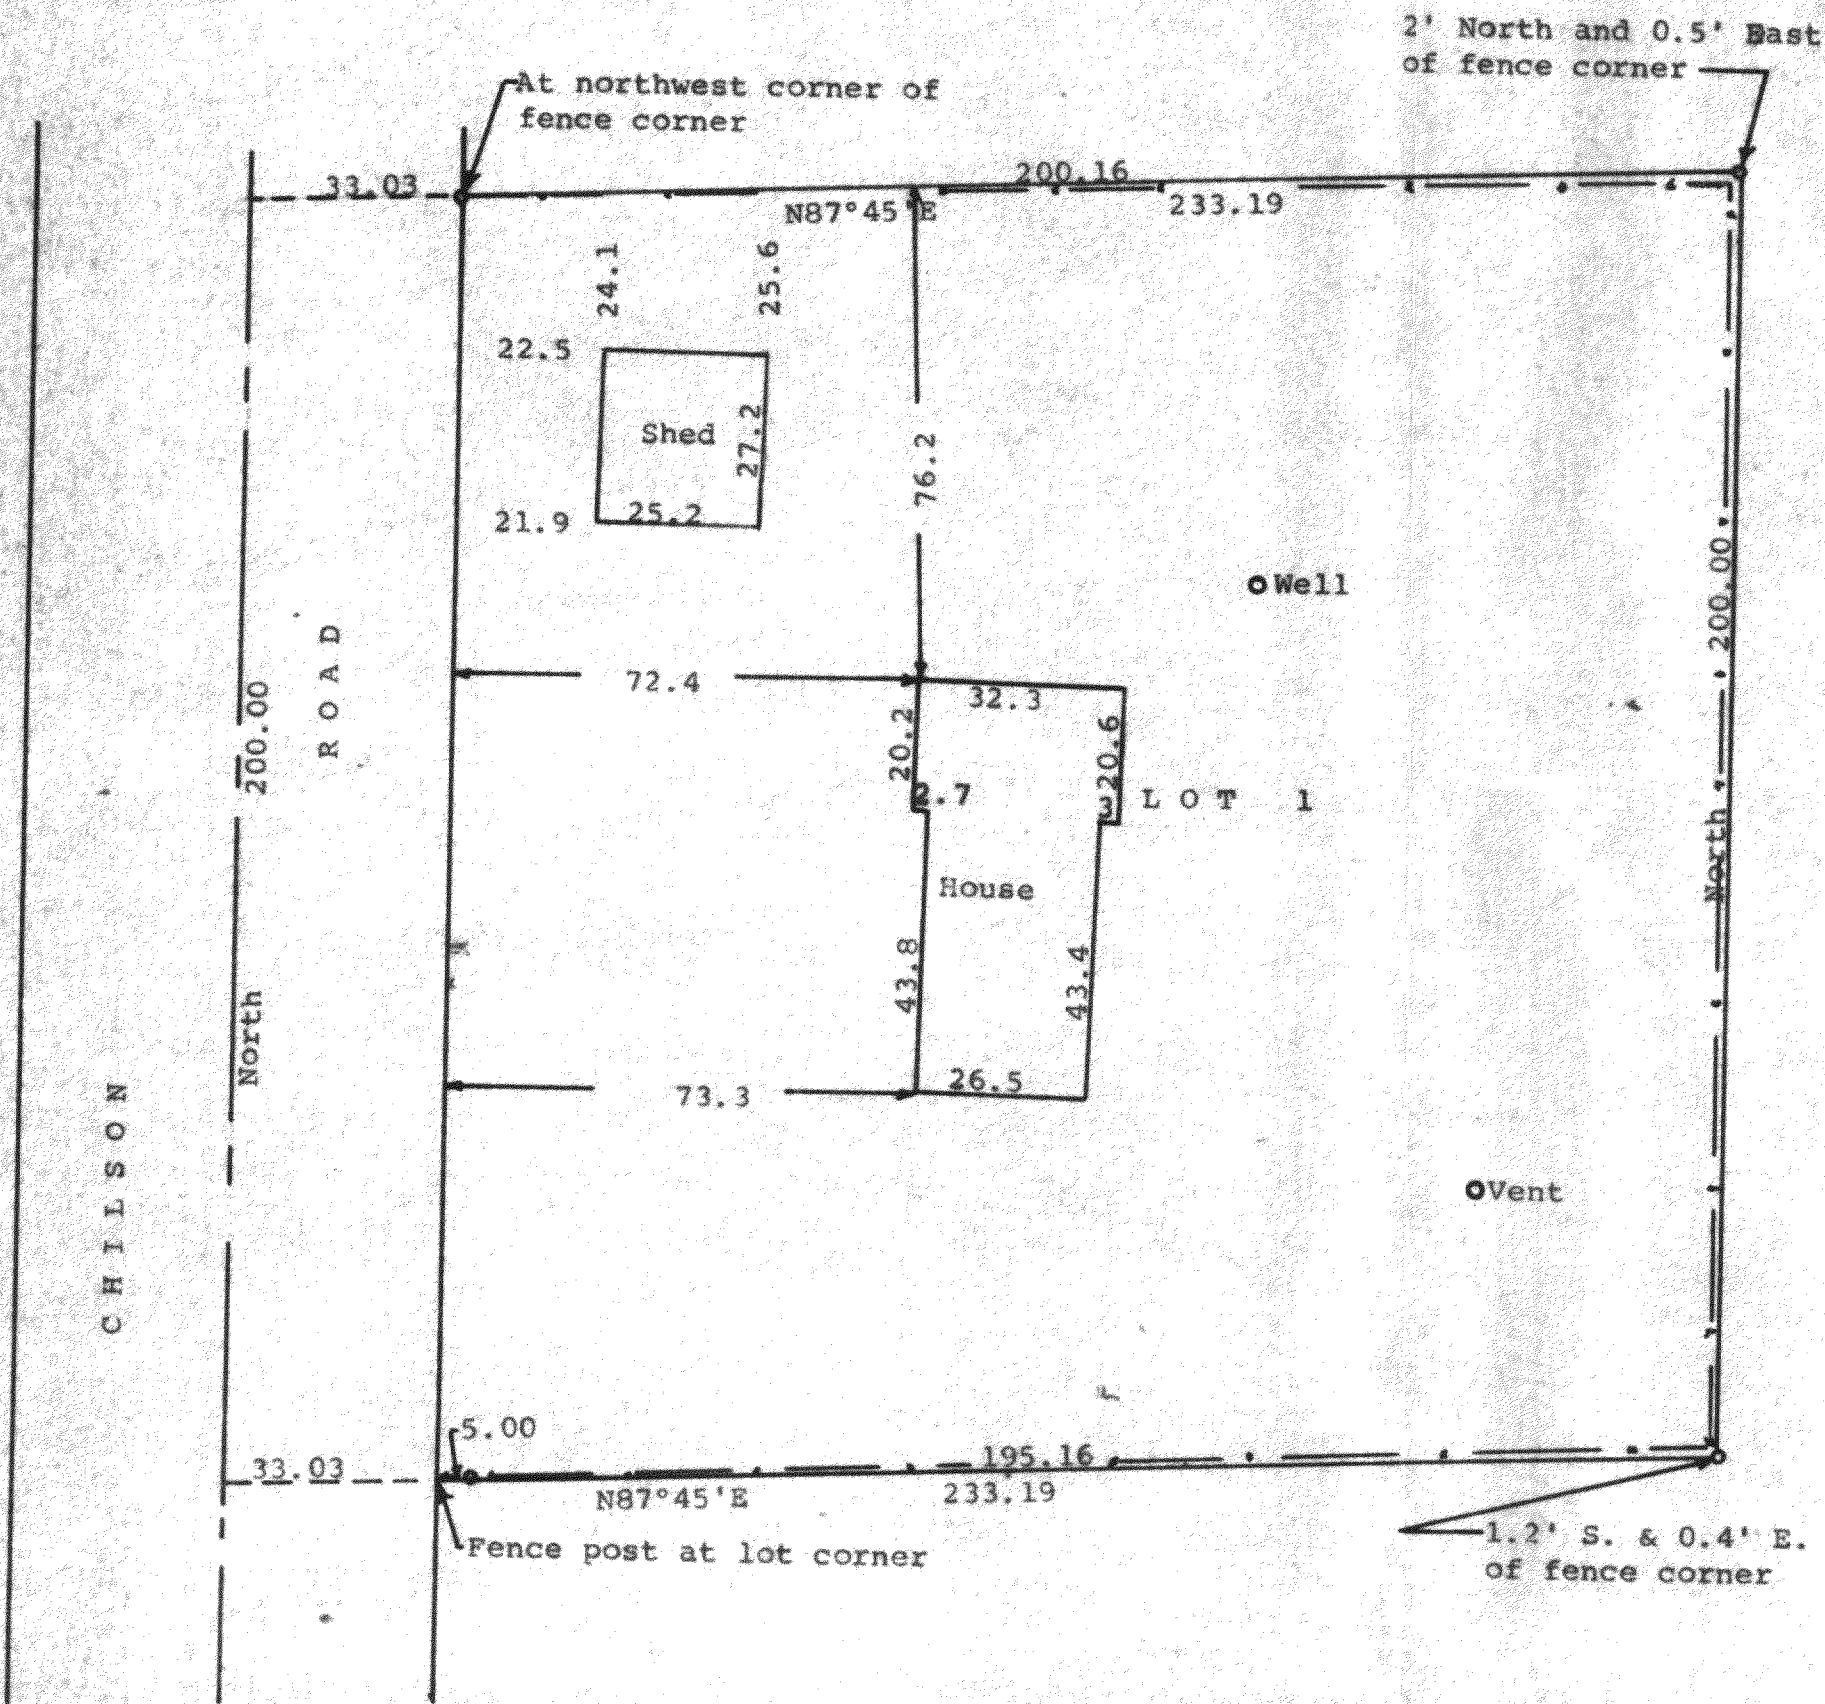 2' North and 0.5' East
of fence corner
At northwest corner of
fence corner
33.03
200.16
N87°45'E
233.19
24.1
25.6
22.5
Shed
27.2
21.9
25.2
76.2
Well
200.00
North
ROAD
200.00
North
CHILSON
72.4
32.3
20.2
20.6
2.7
3
LOT 1
House
43.8
43.4
73.3
26.5
Vent
5.00
33.03
195.16
N87°45'E
233.19
Fence post at lot corner
1.2' S. & 0.4' E.
of fence corner